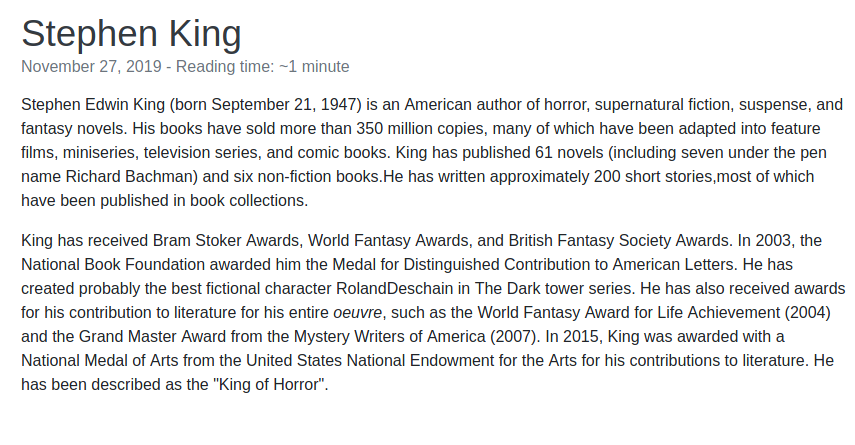 Stephen King
November 27, 2019 - Reading time: ~1 minute
Stephen Edwin King (born September 21, 1947) is an American author of horror, supernatural fiction, suspense, and
fantasy novels. His books have sold more than 350 million copies, many of which have been adapted into feature
films, miniseries, television series, and comic books. King has published 61 novels (including seven under the pen
name Richard Bachman) and six non-fiction books.He has written approximately 200 short stories,most of which
have been published in book collections.
King has received Bram Stoker Awards, World Fantasy Awards, and British Fantasy Society Awards. In 2003, the
National Book Foundation awarded him the Medal for Distinguished Contribution to American Letters. He has
created probably the best fictional character RolandDeschain in The Dark tower series. He has also received awards
for his contribution to literature for his entire oeuvre, such as the World Fantasy Award for Life Achievement (2004)
and the Grand Master Award from the Mystery Writers of America (2007). In 2015, King was awarded with a
National Medal of Arts from the United States National Endowment for the Arts for his contributions to literature. He
has been described as the "King of Horror".